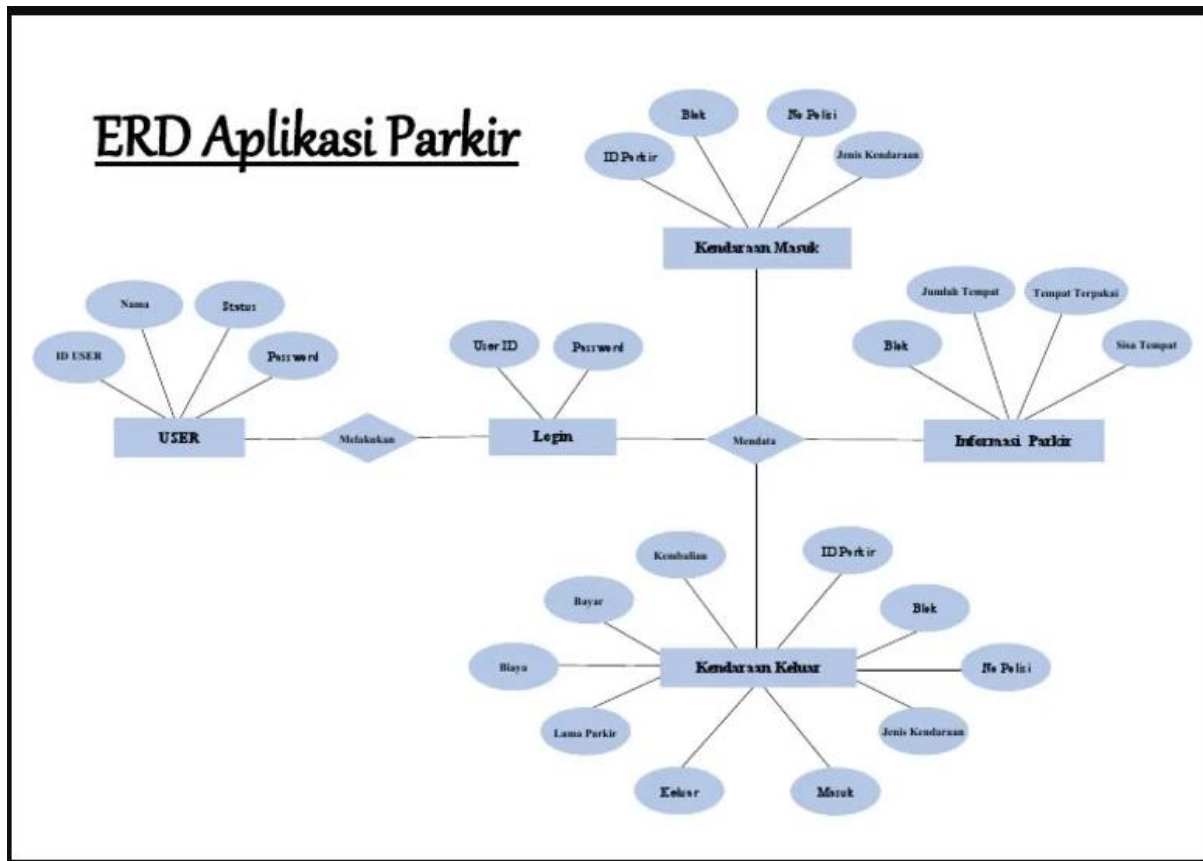 ERD Aplikasi Parkir
Blok
No Polisi
ID Parkir
Jenis Kendaraan
Kendaraan Masuk
Nama
Status
ID USER
Password
USER
Melakukan
User ID
Password
Login
Mendata
Jumlah Tempat
Tempat Terpakai
Blok
Sisa Tempat
Informasi Parkir
Kembalian
ID Parkir
Bayar
Blok
Biaya
Kendaraan Keluar
No Polisi
Lama Parkir
Jenis Kendaraan
Keluar
Masuk